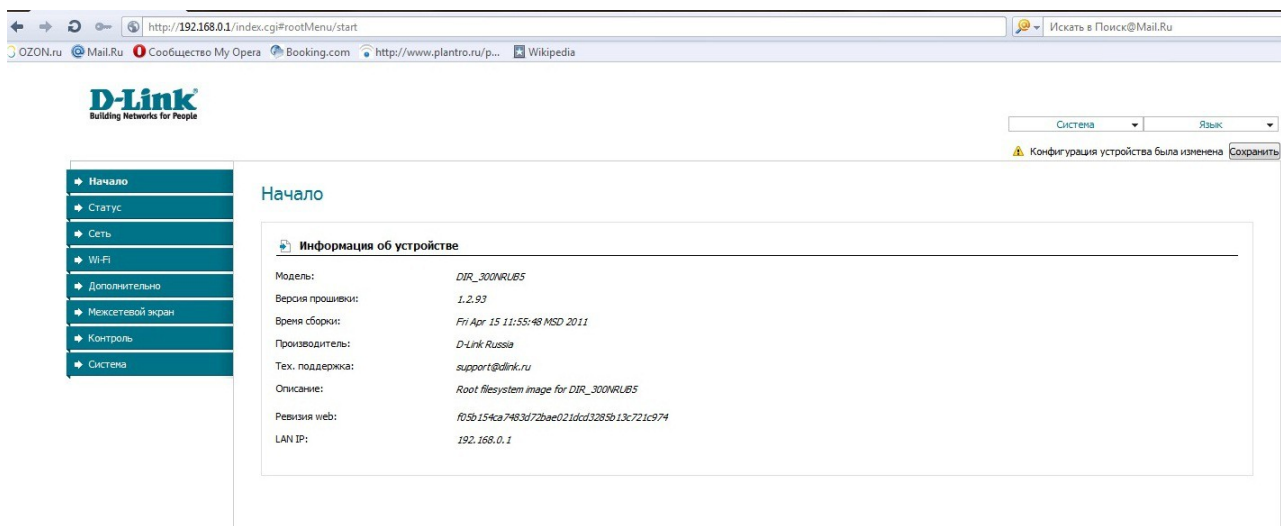 http://192.168.0.1/index.cgi#rootMenu/start
Искать в Поиск@Mail.Ru
OZON.ru Mail.Ru Сообщество My Opera Booking.com http://www.plantro.ru/p... Wikipedia
D-Link
Building Networks for People
Система Язык
Конфигурация устройства была изменена Сохранить
Начало
Статус
Сеть
Wi-Fi
Дополнительно
Межсетевой экран
Контроль
Система
Начало
Информация об устройстве
Модель: DIR_300NRUB5
Версия прошивки: 1.2.93
Время сборки: Fri Apr 15 11:55:48 MSD 2011
Производитель: D-Link Russia
Тех. поддержка: support@dlink.ru
Описание: Root filesystem image for DIR_300NRUB5
Ревизия web: f05b154ca7483d72bae021dcd3285b13c721c974
LAN IP: 192.168.0.1